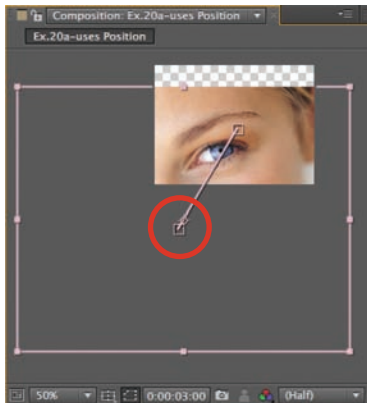 Composition: Ex.20a-uses Position
Ex.20a-uses Position
50% 0:00:03:00 (Half)